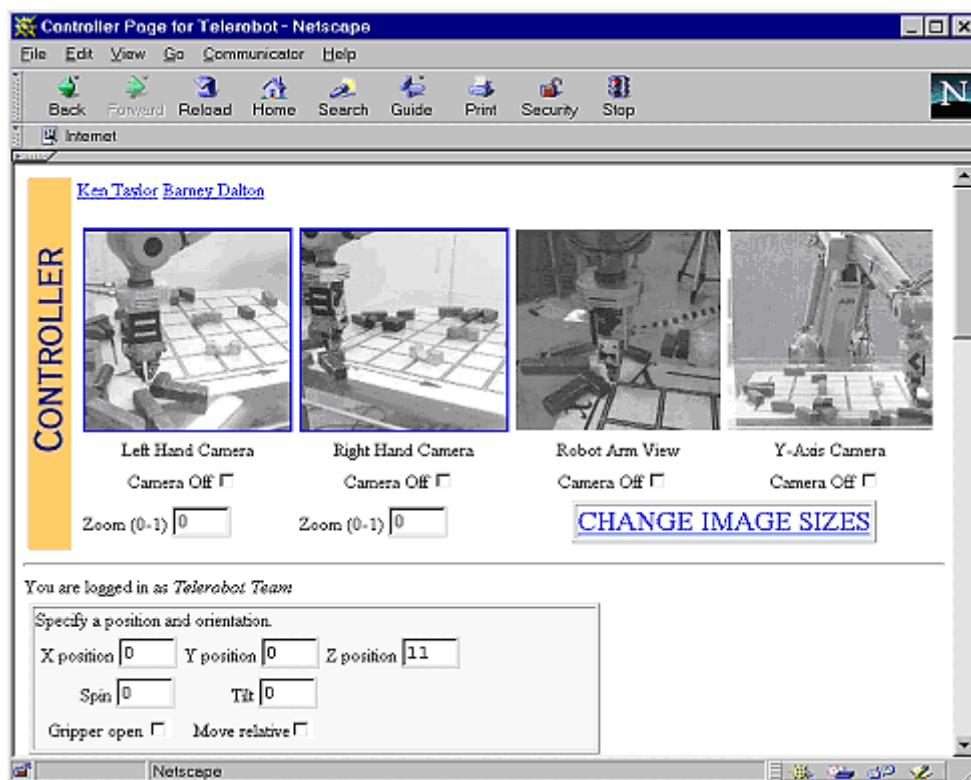 Controller Page for Telerobot - Netscape
File Edit View Go Communicator Help
Back Forward Reload Home Search Guide Print Security Stop
N
Internet
Ken Taylor Barney Dalton
CONTROLLER
Left Hand Camera Right Hand Camera Robot Arm View Y-Axis Camera
Camera Off Camera Off Camera Off Camera Off
Zoom (0-1) 0 Zoom (0-1) 0 CHANGE IMAGE SIZES
You are logged in as Telerobot Team
Specify a position and orientation.
X position 0 Y position 0 Z position 11
Spin 0 Tilt 0
Gripper open Move relative
Netscape